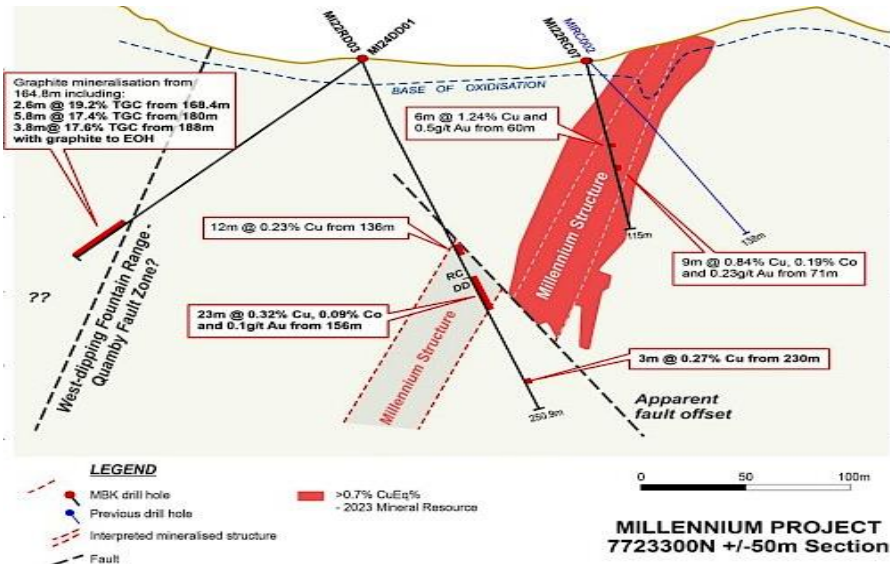 MI22RD03
MI24DD01
MI22RC07
MIRC002
Graphite mineralisation from
164.8m including:
2.6m @ 19.2% TGC from 168.4m
5.8m @ 17.4% TGC from 180m
3.8m @ 17.6% TGC from 188m
with graphite to EOH
BASE OF OXIDISATION
6m @ 1.24% Cu and
0.5g/t Au from 60m
Millennium Structure
12m @ 0.23% Cu from 136m
115m
138m
9m @ 0.84% Cu, 0.19% Co
and 0.23g/t Au from 71m
??
West-dipping Fountain Range -
Quamby Fault Zone?
RC
DD
23m @ 0.32% Cu, 0.09% Co
and 0.1g/t Au from 156m
Millennium Structure
3m @ 0.27% Cu from 230m
250.9m
Apparent
fault offset
LEGEND
MBK drill hole
Previous drill hole
Interpreted mineralised structure
Fault
>0.7% CuEq%
- 2023 Mineral Resource
0 50 100m
MILLENNIUM PROJECT
7723300N +/-50m Section